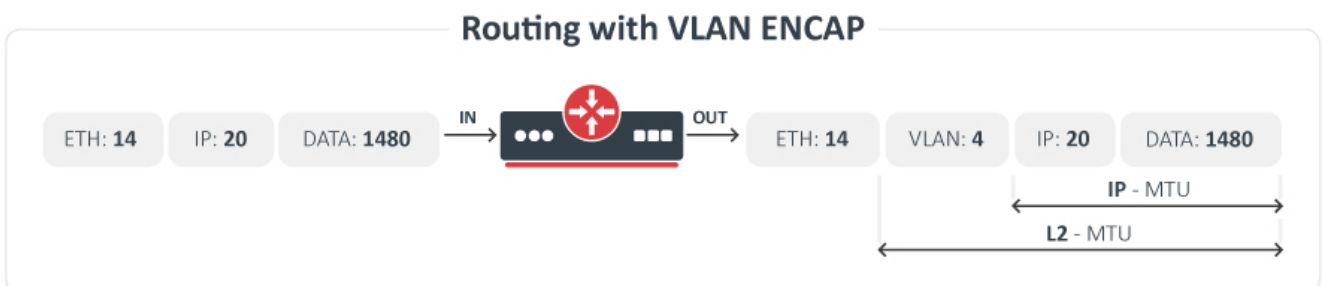 Routing with VLAN ENCAP
ETH: 14 IP: 20 DATA: 1480 IN OUT ETH: 14 VLAN: 4 IP: 20 DATA: 1480
IP - MTU
L2 - MTU